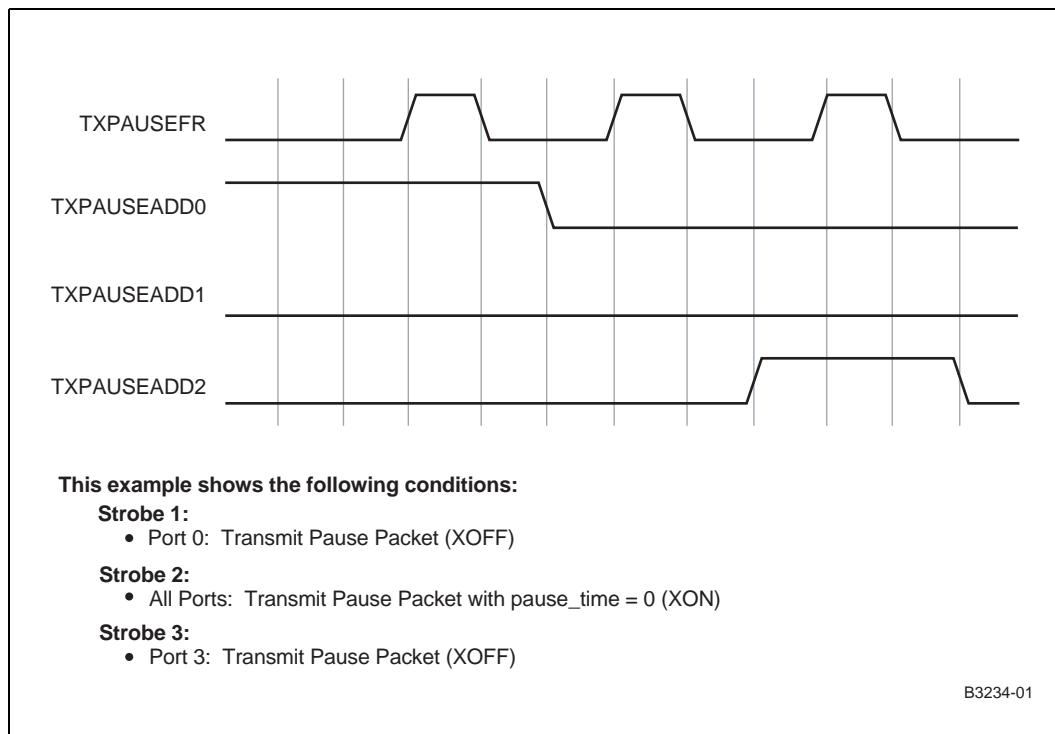 TXPAUSEFR
TXPAUSEADD0
TXPAUSEADD1
TXPAUSEADD2
This example shows the following conditions:
Strobe 1:
• Port 0: Transmit Pause Packet (XOFF)
Strobe 2:
• All Ports: Transmit Pause Packet with pause_time = 0 (XON)
Strobe 3:
• Port 3: Transmit Pause Packet (XOFF)
B3234-01